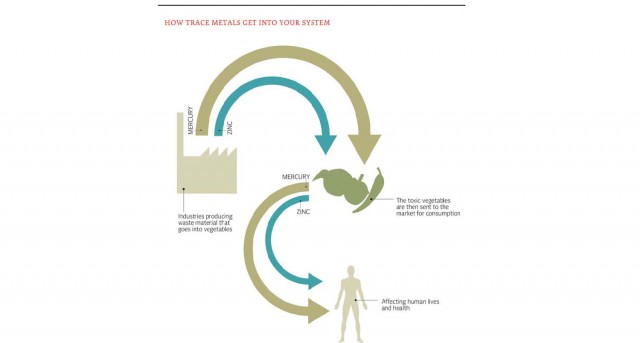 HOW TRACE METALS GET INTO YOUR SYSTEM
MERCURY
ZINC
Industries producing
waste material that
goes into vegetables
MERCURY
ZINC
The toxic vegetables
are then sent to the
market for consumption
Affecting human lives
and health